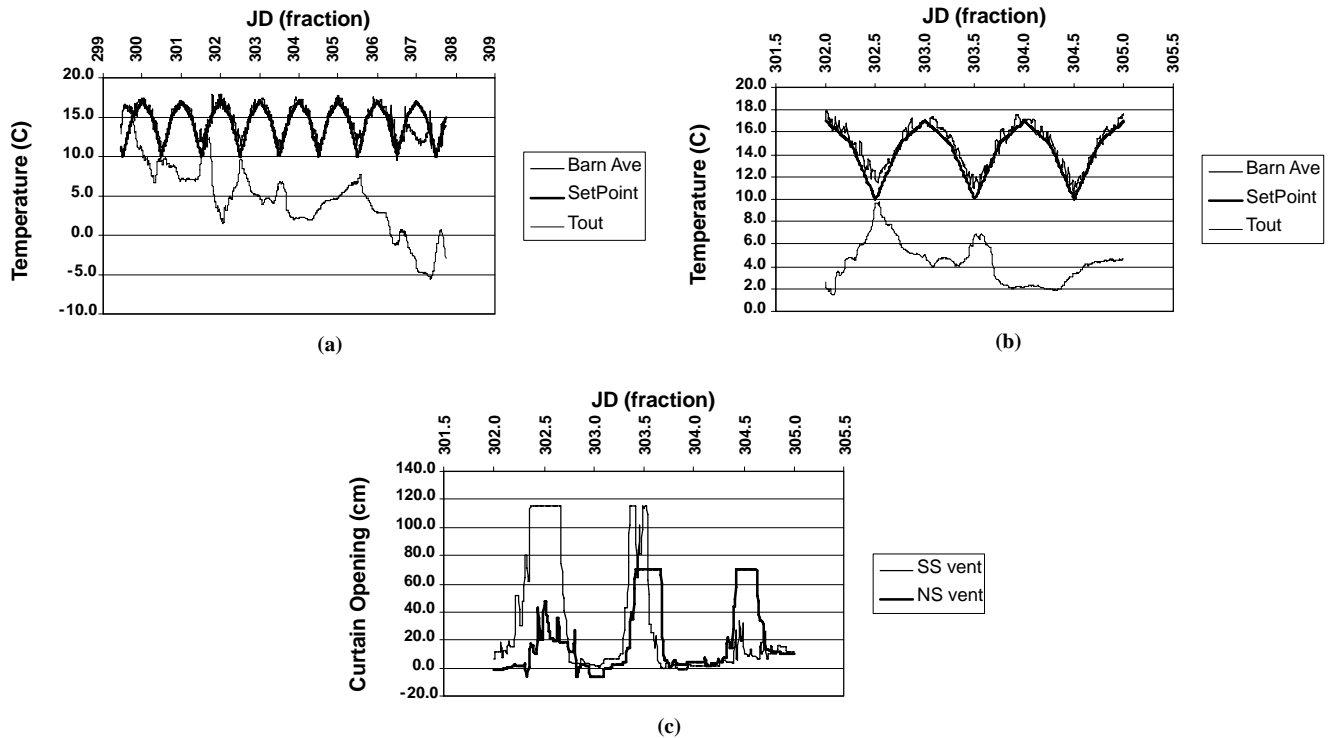 JD (fraction)
299 300 301 302 303 304 305 306 307 308 309
20.0
15.0
10.0
5.0
0.0
-5.0
-10.0
Temperature (C)
Barn Ave
SetPoint
Tout
(a)
JD (fraction)
301.5 302.0 302.5 303.0 303.5 304.0 304.5 305.0 305.5
20.0
18.0
16.0
14.0
12.0
10.0
8.0
6.0
4.0
2.0
0.0
Temperature (C)
Barn Ave
SetPoint
Tout
(b)
JD (fraction)
301.5 302.0 302.5 303.0 303.5 304.0 304.5 305.0 305.5
140.0
120.0
100.0
80.0
60.0
40.0
20.0
0.0
-20.0
Curtain Opening (cm)
SS vent
NS vent
(c)